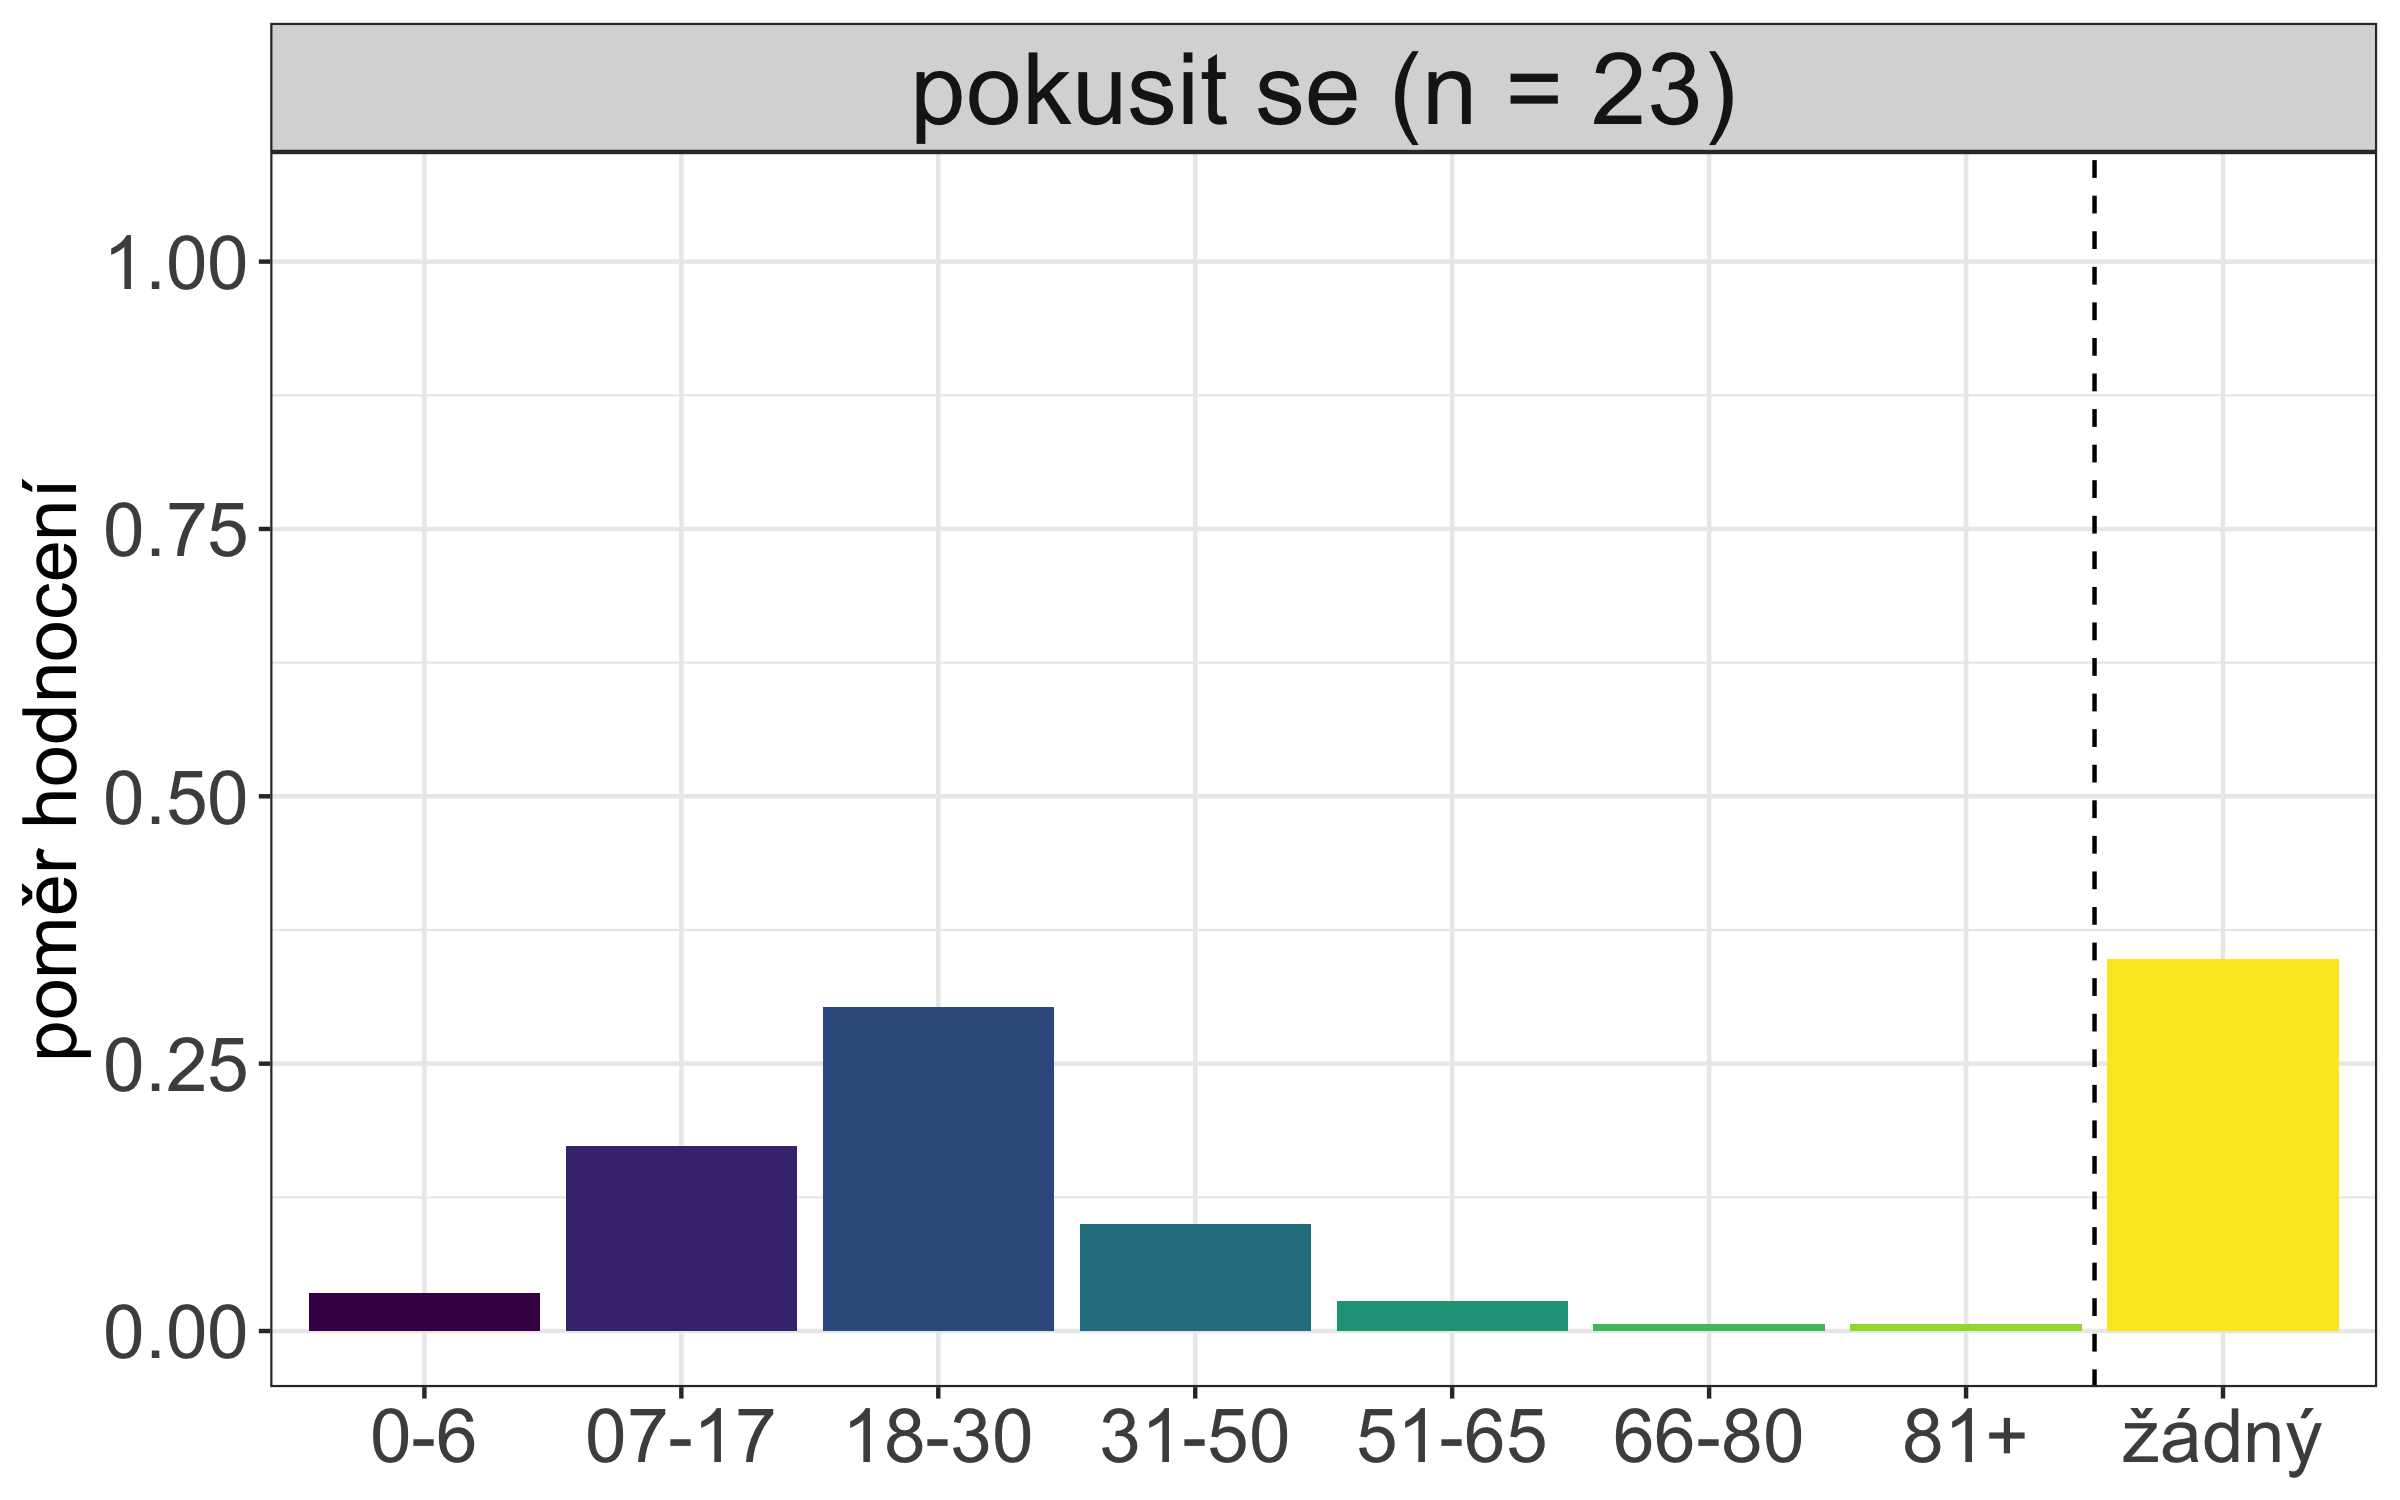 pokusit se (n = 23)
poměr hodnocení
1.00
0.75
0.50
0.25
0.00
0-6 07-17 18-30 31-50 51-65 66-80 81+ žádný